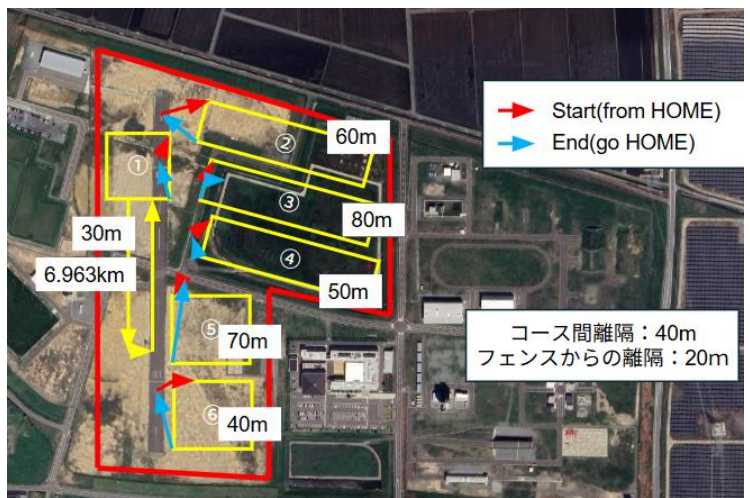 Start(from HOME)
End(go HOME)
①
②
60m
③
80m
30m
6.963km
④
50m
⑤
70m
⑥
40m
コース間離隔：40m
フェンスからの離隔：20m